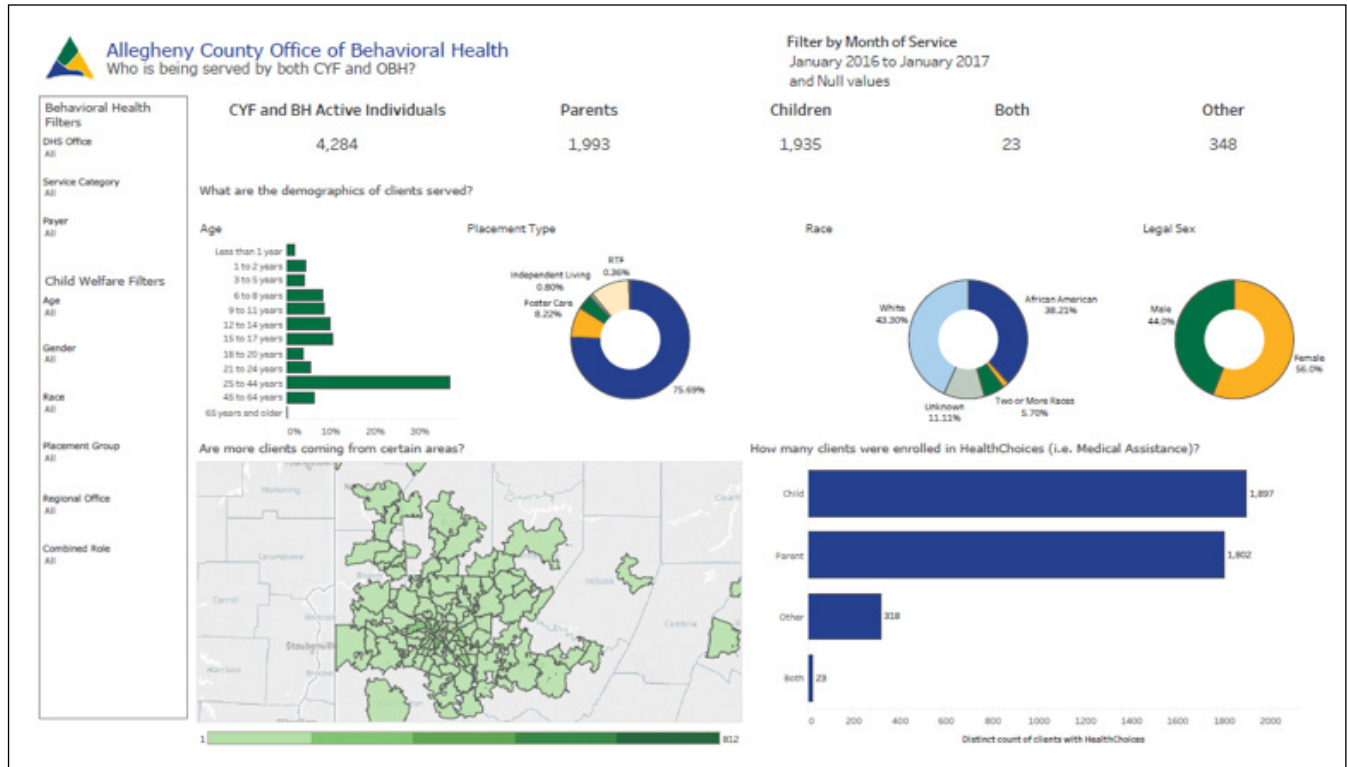 Allegheny County Office of Behavioral Health
Who is being served by both CYF and OBH?
Filter by Month of Service
January 2016 to January 2017
and Null values
Behavioral Health
Filters
DHS Office
All
Service Category
All
Payer
All
Child Welfare Filters
Age
All
Gender
All
Race
All
Placement Group
All
Regional Office
All
Combined Role
All
CYF and BH Active Individuals
4,284
Parents
1,993
Children
1,935
Both
23
Other
348
What are the demographics of clients served?
Age
Less than 1 year
1 to 2 years
3 to 5 years
6 to 8 years
9 to 11 years
12 to 14 years
15 to 17 years
18 to 20 years
21 to 24 years
25 to 44 years
45 to 64 years
65 years and older
0% 10% 20% 30%
Placement Type
RTF
0.36%
Independent Living
0.80%
Foster Care
8.22%
75.69%
Race
White
43.30%
African American
38.21%
Unknown
11.11%
Two or More Races
5.70%
Legal Sex
Male
44.0%
Female
56.0%
Are more clients coming from certain areas?
Mahoning
Columbiana
Carroll
Harrison
Steubenville
Brooke
Indiana
Cambria
1 812
How many clients were enrolled in HealthChoices (i.e. Medical Assistance)?
Child 1,897
Parent 1,802
Other 318
Both 23
0 200 400 600 800 1000 1200 1400 1600 1800 2000
Distinct count of clients with HealthChoices